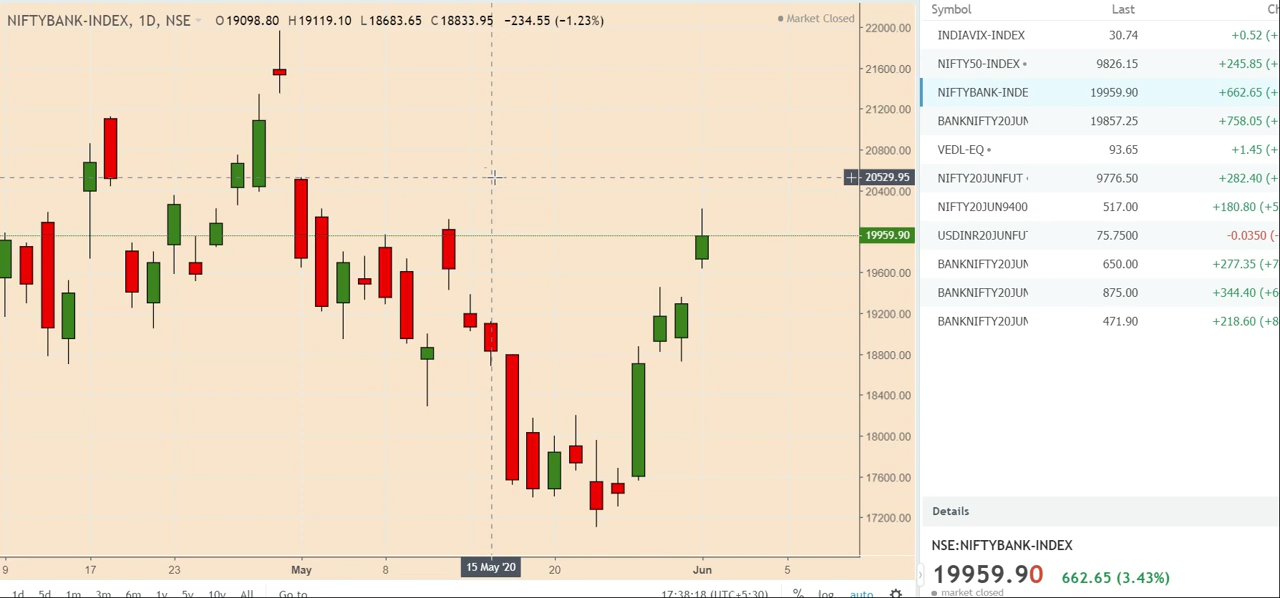 NIFTYBANK-INDEX, 1D, NSE O19098.80 H19119.10 L18683.65 C18833.95 −234.55 (−1.23%)
Market Closed
22000.00
21600.00
21200.00
20800.00
20529.95
20400.00
19959.90
19600.00
19200.00
18800.00
18400.00
18000.00
17600.00
17200.00
9 17 23 May 8 15 May '20 20 Jun 5
1d 5d 1m 3m 6m 1y 5y 10y All Go to 17:38:18 (UTC+5:30) % log auto
Symbol Last Ch
INDIAVIX-INDEX 30.74 +0.52 (+
NIFTY50-INDEX 9826.15 +245.85 (+
NIFTYBANK-INDE 19959.90 +662.65 (+
BANKNIFTY20JUN 19857.25 +758.05 (+
VEDL-EQ 93.65 +1.45 (+
NIFTY20JUNFUT 9776.50 +282.40 (+
NIFTY20JUN9400 517.00 +180.80 (+5
USDINR20JUNFU 75.7500 -0.0350 (-
BANKNIFTY20JUN 650.00 +277.35 (+7
BANKNIFTY20JUN 875.00 +344.40 (+6
BANKNIFTY20JUN 471.90 +218.60 (+8
Details
NSE:NIFTYBANK-INDEX
19959.90 662.65 (3.43%)
market closed